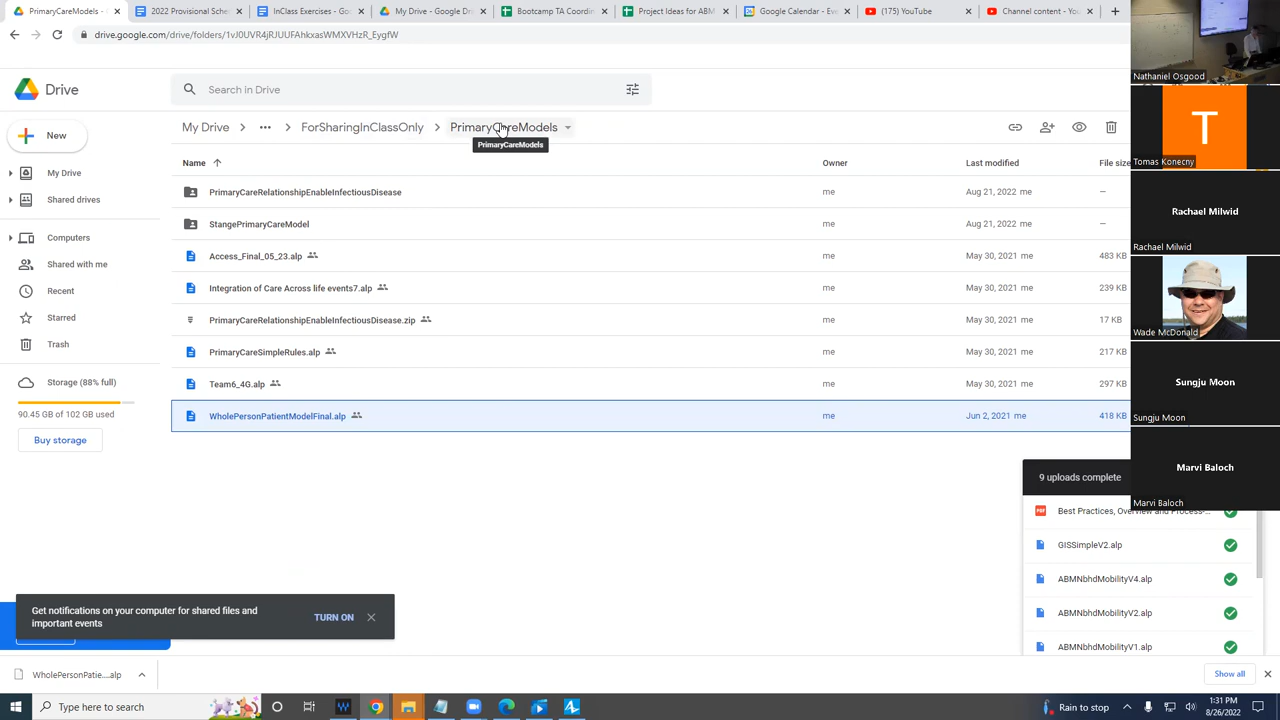 PrimaryCareModels - G
2022 Provisional Sched
InClass Exercises - Goo
My Drive - Google Dra
Bootcamp TA Coordin
Project Ideas for ABM
Google Calendar - Eve
(175) YouTube
Channel content - You
drive.google.com/drive/folders/1vJ0UVR4jRJUUFAhkxasWMXVHzR_EygfW
Drive
Search in Drive
New
My Drive
ForSharingInClassOnly
PrimaryCareModels
PrimaryCareModels
Name
Owner
Last modified
File size
My Drive
Shared drives
Computers
Shared with me
Recent
Starred
Trash
Storage (88% full)
90.45 GB of 102 GB used
Buy storage
PrimaryCareRelationshipEnableInfectiousDisease me Aug 21, 2022 me –
StangePrimaryCareModel me Aug 21, 2022 me –
Access_Final_05_23.alp me May 30, 2021 me 483 KB
Integration of Care Across life events7.alp me May 30, 2021 me 239 KB
PrimaryCareRelationshipEnableInfectiousDisease.zip me May 30, 2021 me 17 KB
PrimaryCareSimpleRules.alp me May 30, 2021 me 217 KB
Team6_4G.alp me May 30, 2021 me 297 KB
WholePersonPatientModelFinal.alp me Jun 2, 2021 me 418 KB
9 uploads complete
Best Practices, Overview and Process-...
GISSimpleV2.alp
ABMNbhdMobilityV4.alp
ABMNbhdMobilityV2.alp
ABMNbhdMobilityV1.alp
Get notifications on your computer for shared files and
important events
TURN ON
WholePersonPatie....alp
Show all
Type here to search
Rain to stop
1:31 PM
8/26/2022
Nathaniel Osgood
T
Tomas Konecny
Rachael Milwid
Rachael Milwid
Wade McDonald
Sungju Moon
Sungju Moon
Marvi Baloch
Marvi Baloch